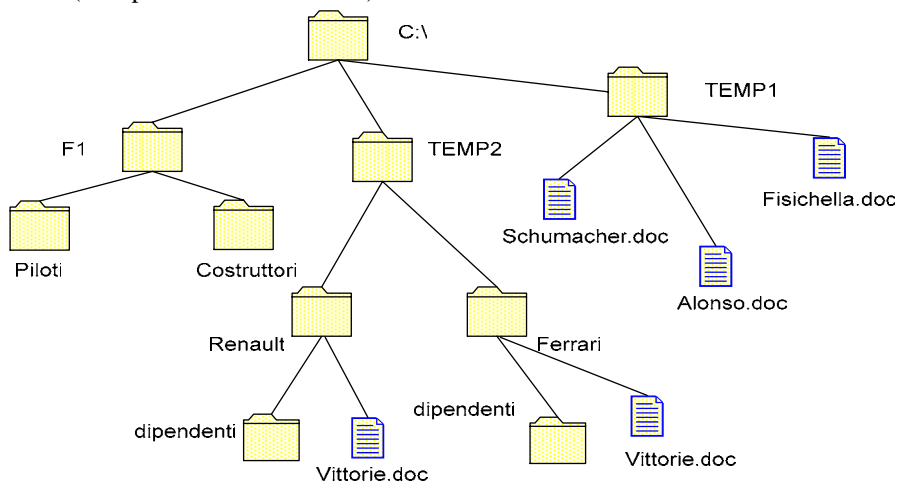 C:\
TEMP1
F1
TEMP2
Fisichella.doc
Schumacher.doc
Piloti
Costruttori
Alonso.doc
Renault
Ferrari
dipendenti
dipendenti
Vittorie.doc
Vittorie.doc